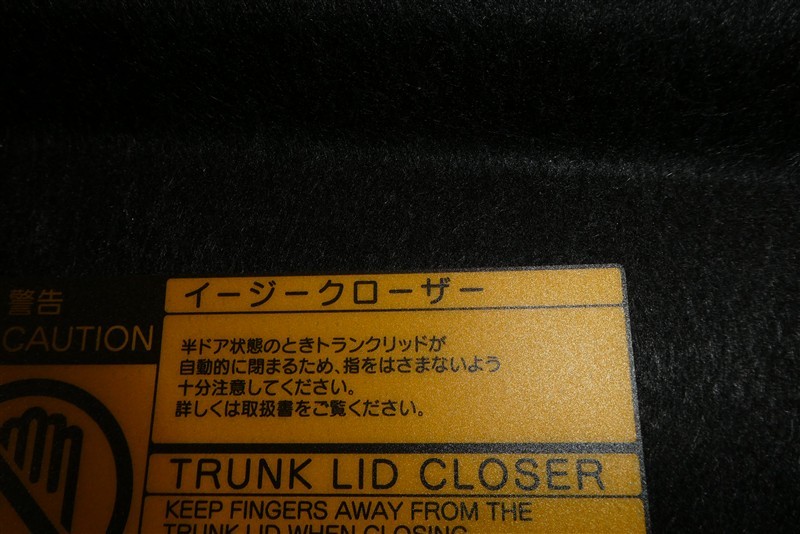 警告
CAUTION
イージークローザー
半ドア状態のときトランクリッドが
自動的に閉まるため、指をはさまないよう
十分注意してください。
詳しくは取扱書をご覧ください。
TRUNK LID CLOSER
KEEP FINGERS AWAY FROM THE
TRUNK LID WHEN CLOSING